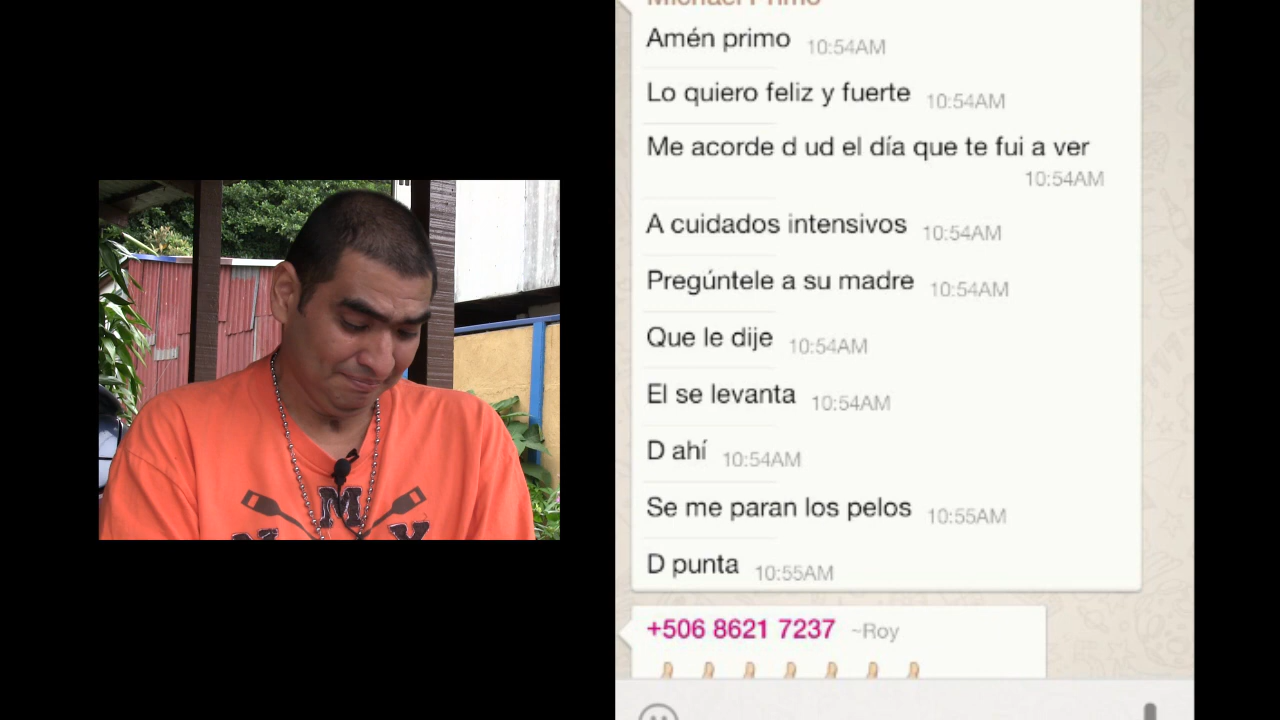 Michael Primo
Amén primo 10:54AM
Lo quiero feliz y fuerte 10:54AM
Me acorde d ud el día que te fui a ver
10:54AM
A cuidados intensivos 10:54AM
Pregúntele a su madre 10:54AM
Que le dije 10:54AM
El se levanta 10:54AM
D ahí 10:54AM
Se me paran los pelos 10:55AM
D punta 10:55AM
+506 8621 7237 ~Roy